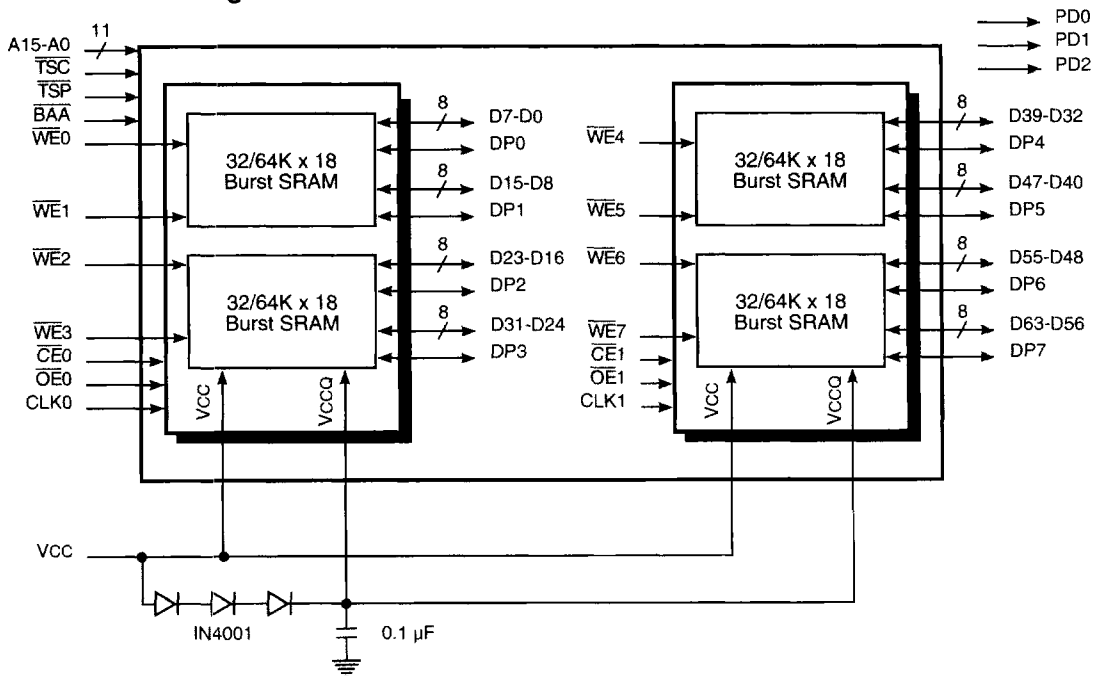 g
PD0
PD1
PD2
11
A15-A0
TSC
TSP
BAA
WE0
WE1
WE2
WE3
CE0
OE0
CLK0
32/64K x 18
Burst SRAM
32/64K x 18
Burst SRAM
VCC
VCCQ
8
D7-D0
DP0
8
D15-D8
DP1
8
D23-D16
DP2
8
D31-D24
DP3
WE4
WE5
WE6
WE7
CE1
OE1
CLK1
32/64K x 18
Burst SRAM
32/64K x 18
Burst SRAM
VCC
VCCQ
8
D39-D32
DP4
8
D47-D40
DP5
8
D55-D48
DP6
8
D63-D56
DP7
VCC
IN4001
0.1 µF